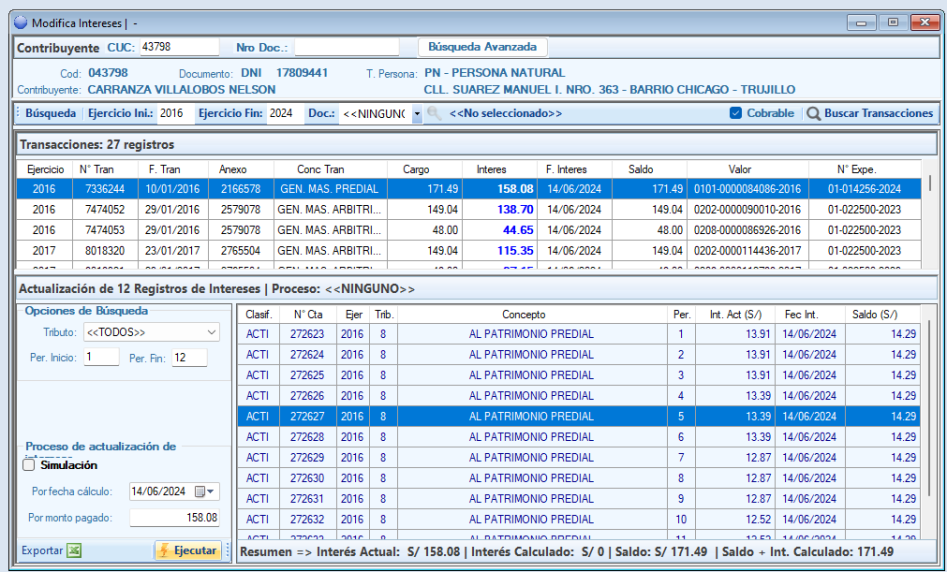 Modifica Intereses | -
Contribuyente CUC: 43798 Nro Doc.: Búsqueda Avanzada
Cod: 043798 Documento: DNI 17809441 T. Persona: PN - PERSONA NATURAL
Contribuyente: CARRANZA VILLALOBOS NELSON CLL. SUAREZ MANUEL I. NRO. 363 - BARRIO CHICAGO - TRUJILLO
Búsqueda Ejercicio Ini.: 2016 Ejercicio Fin: 2024 Doc.: <<NINGUN( <<No seleccionado>> Cobrable Buscar Transacciones
Transacciones: 27 registros
Ejercicio N° Tran F. Tran Anexo Conc Tran Cargo Interes F. Interes Saldo Valor N° Expe.
2016 7336244 10/01/2016 2166578 GEN. MAS. PREDIAL 171.49 158.08 14/06/2024 171.49 0101-0000084086-2016 01-014256-2024
2016 7474052 29/01/2016 2579078 GEN. MAS. ARBITRI... 149.04 138.70 14/06/2024 149.04 0202-0000090010-2016 01-022500-2023
2016 7474053 29/01/2016 2579078 GEN. MAS. ARBITRI... 48.00 44.65 14/06/2024 48.00 0208-0000086926-2016 01-022500-2023
2017 8018320 23/01/2017 2765504 GEN. MAS. ARBITRI... 149.04 115.35 14/06/2024 149.04 0202-0000114436-2017 01-022500-2023
Actualización de 12 Registros de Intereses | Proceso: <<NINGUNO>>
Opciones de Búsqueda
Tributo: <<TODOS>>
Per. Inicio: 1 Per. Fin: 12
Proceso de actualización de
Simulación
Por fecha cálculo: 14/06/2024
Por monto pagado: 158.08
Exportar Ejecutar
Clasif. N° Cta Ejer Trib. Concepto Per. Int. Act (S/) Fec Int. Saldo (S/)
ACTI 272623 2016 8 AL PATRIMONIO PREDIAL 1 13.91 14/06/2024 14.29
ACTI 272624 2016 8 AL PATRIMONIO PREDIAL 2 13.91 14/06/2024 14.29
ACTI 272625 2016 8 AL PATRIMONIO PREDIAL 3 13.91 14/06/2024 14.29
ACTI 272626 2016 8 AL PATRIMONIO PREDIAL 4 13.39 14/06/2024 14.29
ACTI 272627 2016 8 AL PATRIMONIO PREDIAL 5 13.39 14/06/2024 14.29
ACTI 272628 2016 8 AL PATRIMONIO PREDIAL 6 13.39 14/06/2024 14.29
ACTI 272629 2016 8 AL PATRIMONIO PREDIAL 7 12.87 14/06/2024 14.29
ACTI 272630 2016 8 AL PATRIMONIO PREDIAL 8 12.87 14/06/2024 14.29
ACTI 272631 2016 8 AL PATRIMONIO PREDIAL 9 12.87 14/06/2024 14.29
ACTI 272632 2016 8 AL PATRIMONIO PREDIAL 10 12.52 14/06/2024 14.29
Resumen => Interés Actual: S/ 158.08 | Interés Calculado: S/ 0 | Saldo: S/ 171.49 | Saldo + Int. Calculado: 171.49